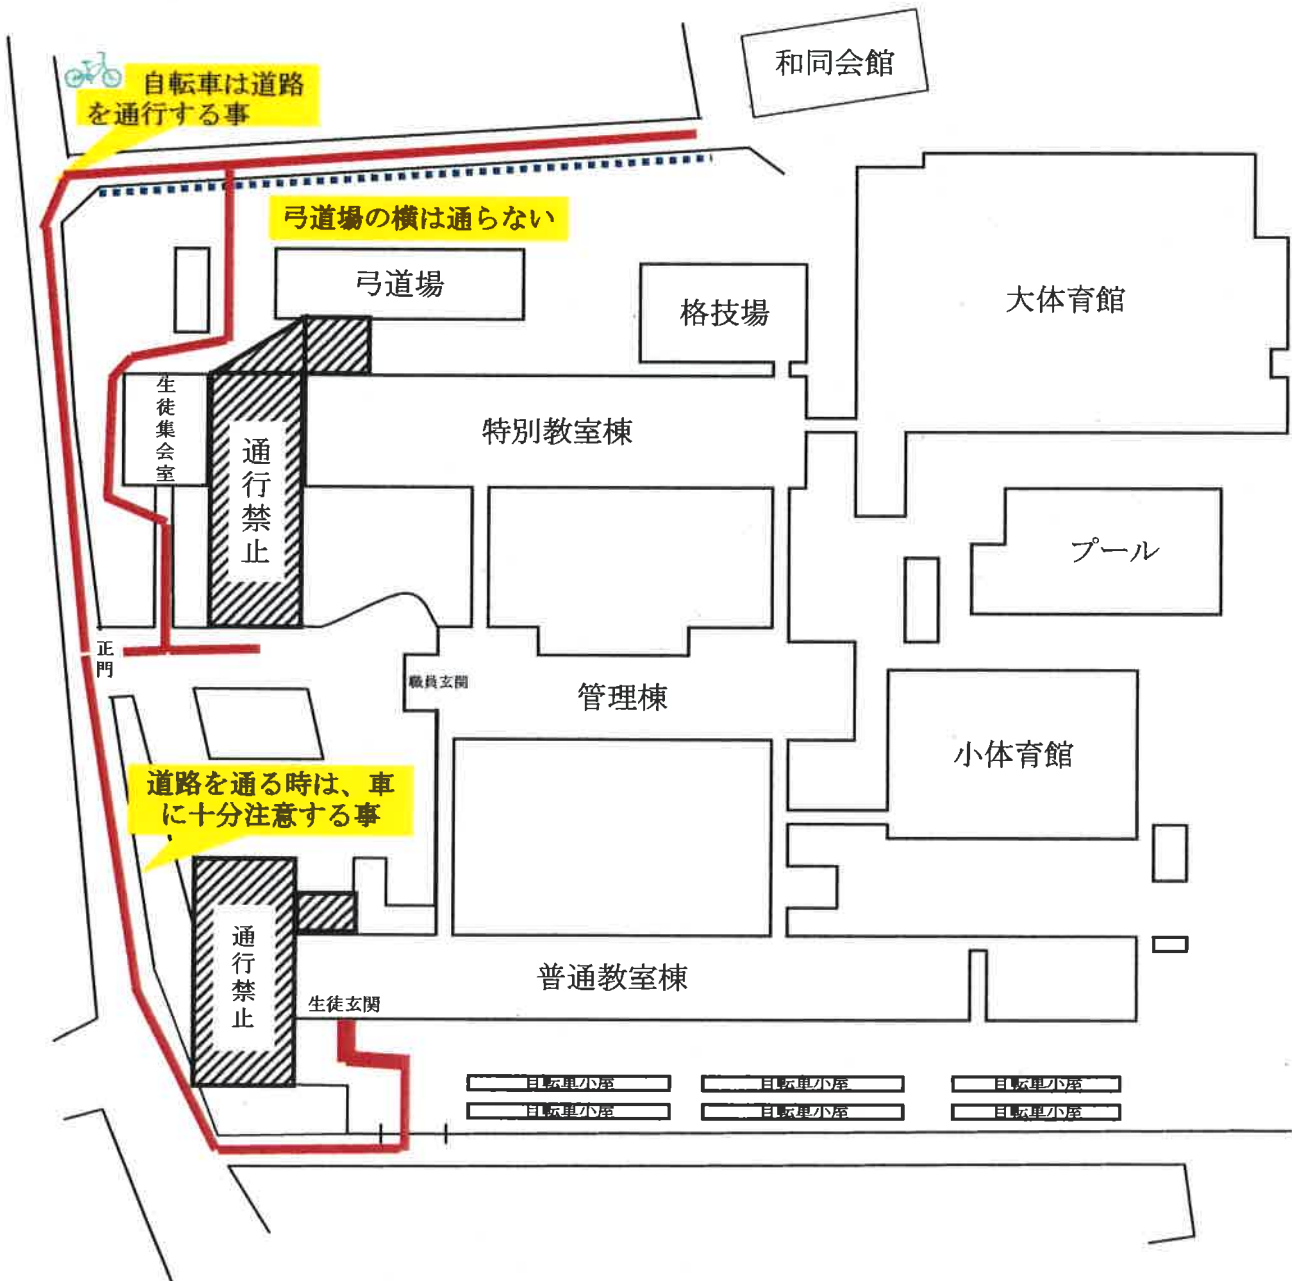 和同会館
自転車は道路
を通行する事
弓道場の横は通らない
弓道場
格技場
大体育館
生徒集会室
特別教室棟
通行禁止
プール
正門
職員玄関
管理棟
小体育館
道路を通る時は、車
に十分注意する事
通行禁止
普通教室棟
生徒玄関
自転車小屋
自転車小屋
自転車小屋
自転車小屋
自転車小屋
自転車小屋